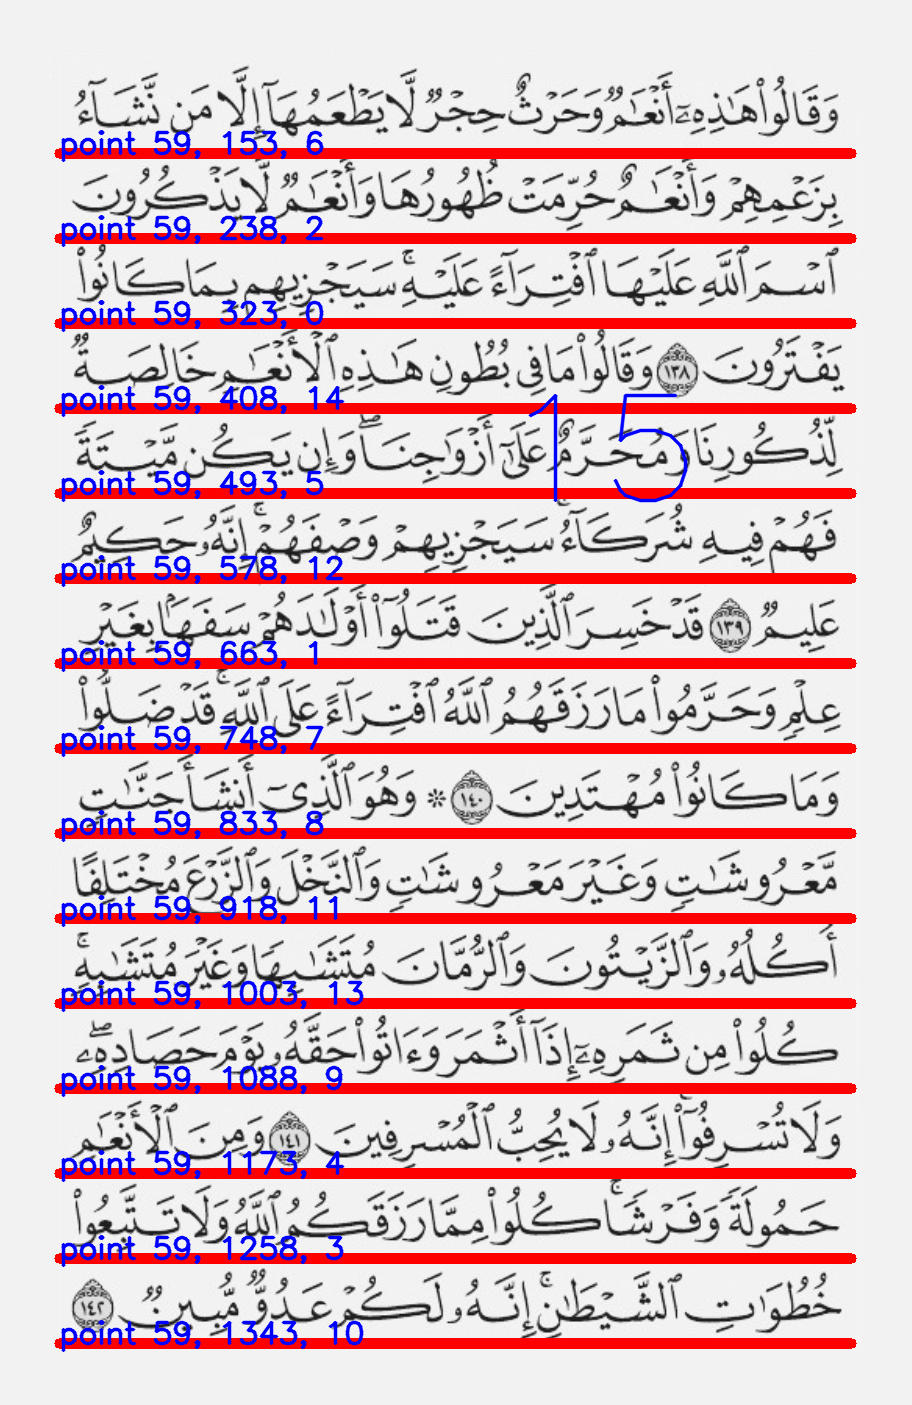 وَقَالُوا۟ هَـٰذِهِۦٓ أَنْعَـٰمٌ وَحَرْثٌ حِجْرٌ لَّا يَطْعَمُهَآ إِلَّا مَن نَّشَآءُ
point 59, 153, 6
بِزَعْمِهِمْ وَأَنْعَـٰمٌ حُرِّمَتْ ظُهُورُهَا وَأَنْعَـٰمٌ لَّا يَذْكُرُونَ
point 59, 238, 2
ٱسْمَ ٱللَّهِ عَلَيْهَا ٱفْتِرَآءً عَلَيْهِ ۚ سَيَجْزِيهِم بِمَا كَانُوا۟
point 59, 323, 0
يَفْتَرُونَ ١٣٨ وَقَالُوا۟ مَا فِى بُطُونِ هَـٰذِهِ ٱلْأَنْعَـٰمِ خَالِصَةٌ
point 59, 408, 14
15
لِّذُكُورِنَا وَمُحَرَّمٌ عَلَىٰٓ أَزْوَٰجِنَا ۖ وَإِن يَكُن مَّيْتَةً
point 59, 493, 5
فَهُمْ فِيهِ شُرَكَآءُ ۚ سَيَجْزِيهِمْ وَصْفَهُمْ ۚ إِنَّهُۥ حَكِيمٌ
point 59, 578, 12
عَلِيمٌ ١٣٩ قَدْ خَسِرَ ٱلَّذِينَ قَتَلُوٓا۟ أَوْلَـٰدَهُمْ سَفَهًۢا بِغَيْرِ
point 59, 663, 1
عِلْمٍ وَحَرَّمُوا۟ مَا رَزَقَهُمُ ٱللَّهُ ٱفْتِرَآءً عَلَى ٱللَّهِ ۚ قَدْ ضَلُّوا۟
point 59, 748, 7
وَمَا كَانُوا۟ مُهْتَدِينَ ١٤٠ ۞ وَهُوَ ٱلَّذِىٓ أَنشَأَ جَنَّـٰتٍ
point 59, 833, 8
مَّعْرُوشَـٰتٍ وَغَيْرَ مَعْرُوشَـٰتٍ وَٱلنَّخْلَ وَٱلزَّرْعَ مُخْتَلِفًا
point 59, 918, 11
أُكُلُهُۥ وَٱلزَّيْتُونَ وَٱلرُّمَّانَ مُتَشَـٰبِهًا وَغَيْرَ مُتَشَـٰبِهٍ ۚ
point 59, 1003, 13
كُلُوا۟ مِن ثَمَرِهِۦٓ إِذَآ أَثْمَرَ وَءَاتُوا۟ حَقَّهُۥ يَوْمَ حَصَادِهِۦ ۖ
point 59, 1088, 9
وَلَا تُسْرِفُوٓا۟ ۚ إِنَّهُۥ لَا يُحِبُّ ٱلْمُسْرِفِينَ ١٤١ وَمِنَ ٱلْأَنْعَـٰمِ
point 59, 1173, 4
حَمُولَةً وَفَرْشًا ۚ كُلُوا۟ مِمَّا رَزَقَكُمُ ٱللَّهُ وَلَا تَتَّبِعُوا۟
point 59, 1258, 3
خُطُوَٰتِ ٱلشَّيْطَـٰنِ ۚ إِنَّهُۥ لَكُمْ عَدُوٌّ مُّبِينٌ ١٤٢
point 59, 1343, 10